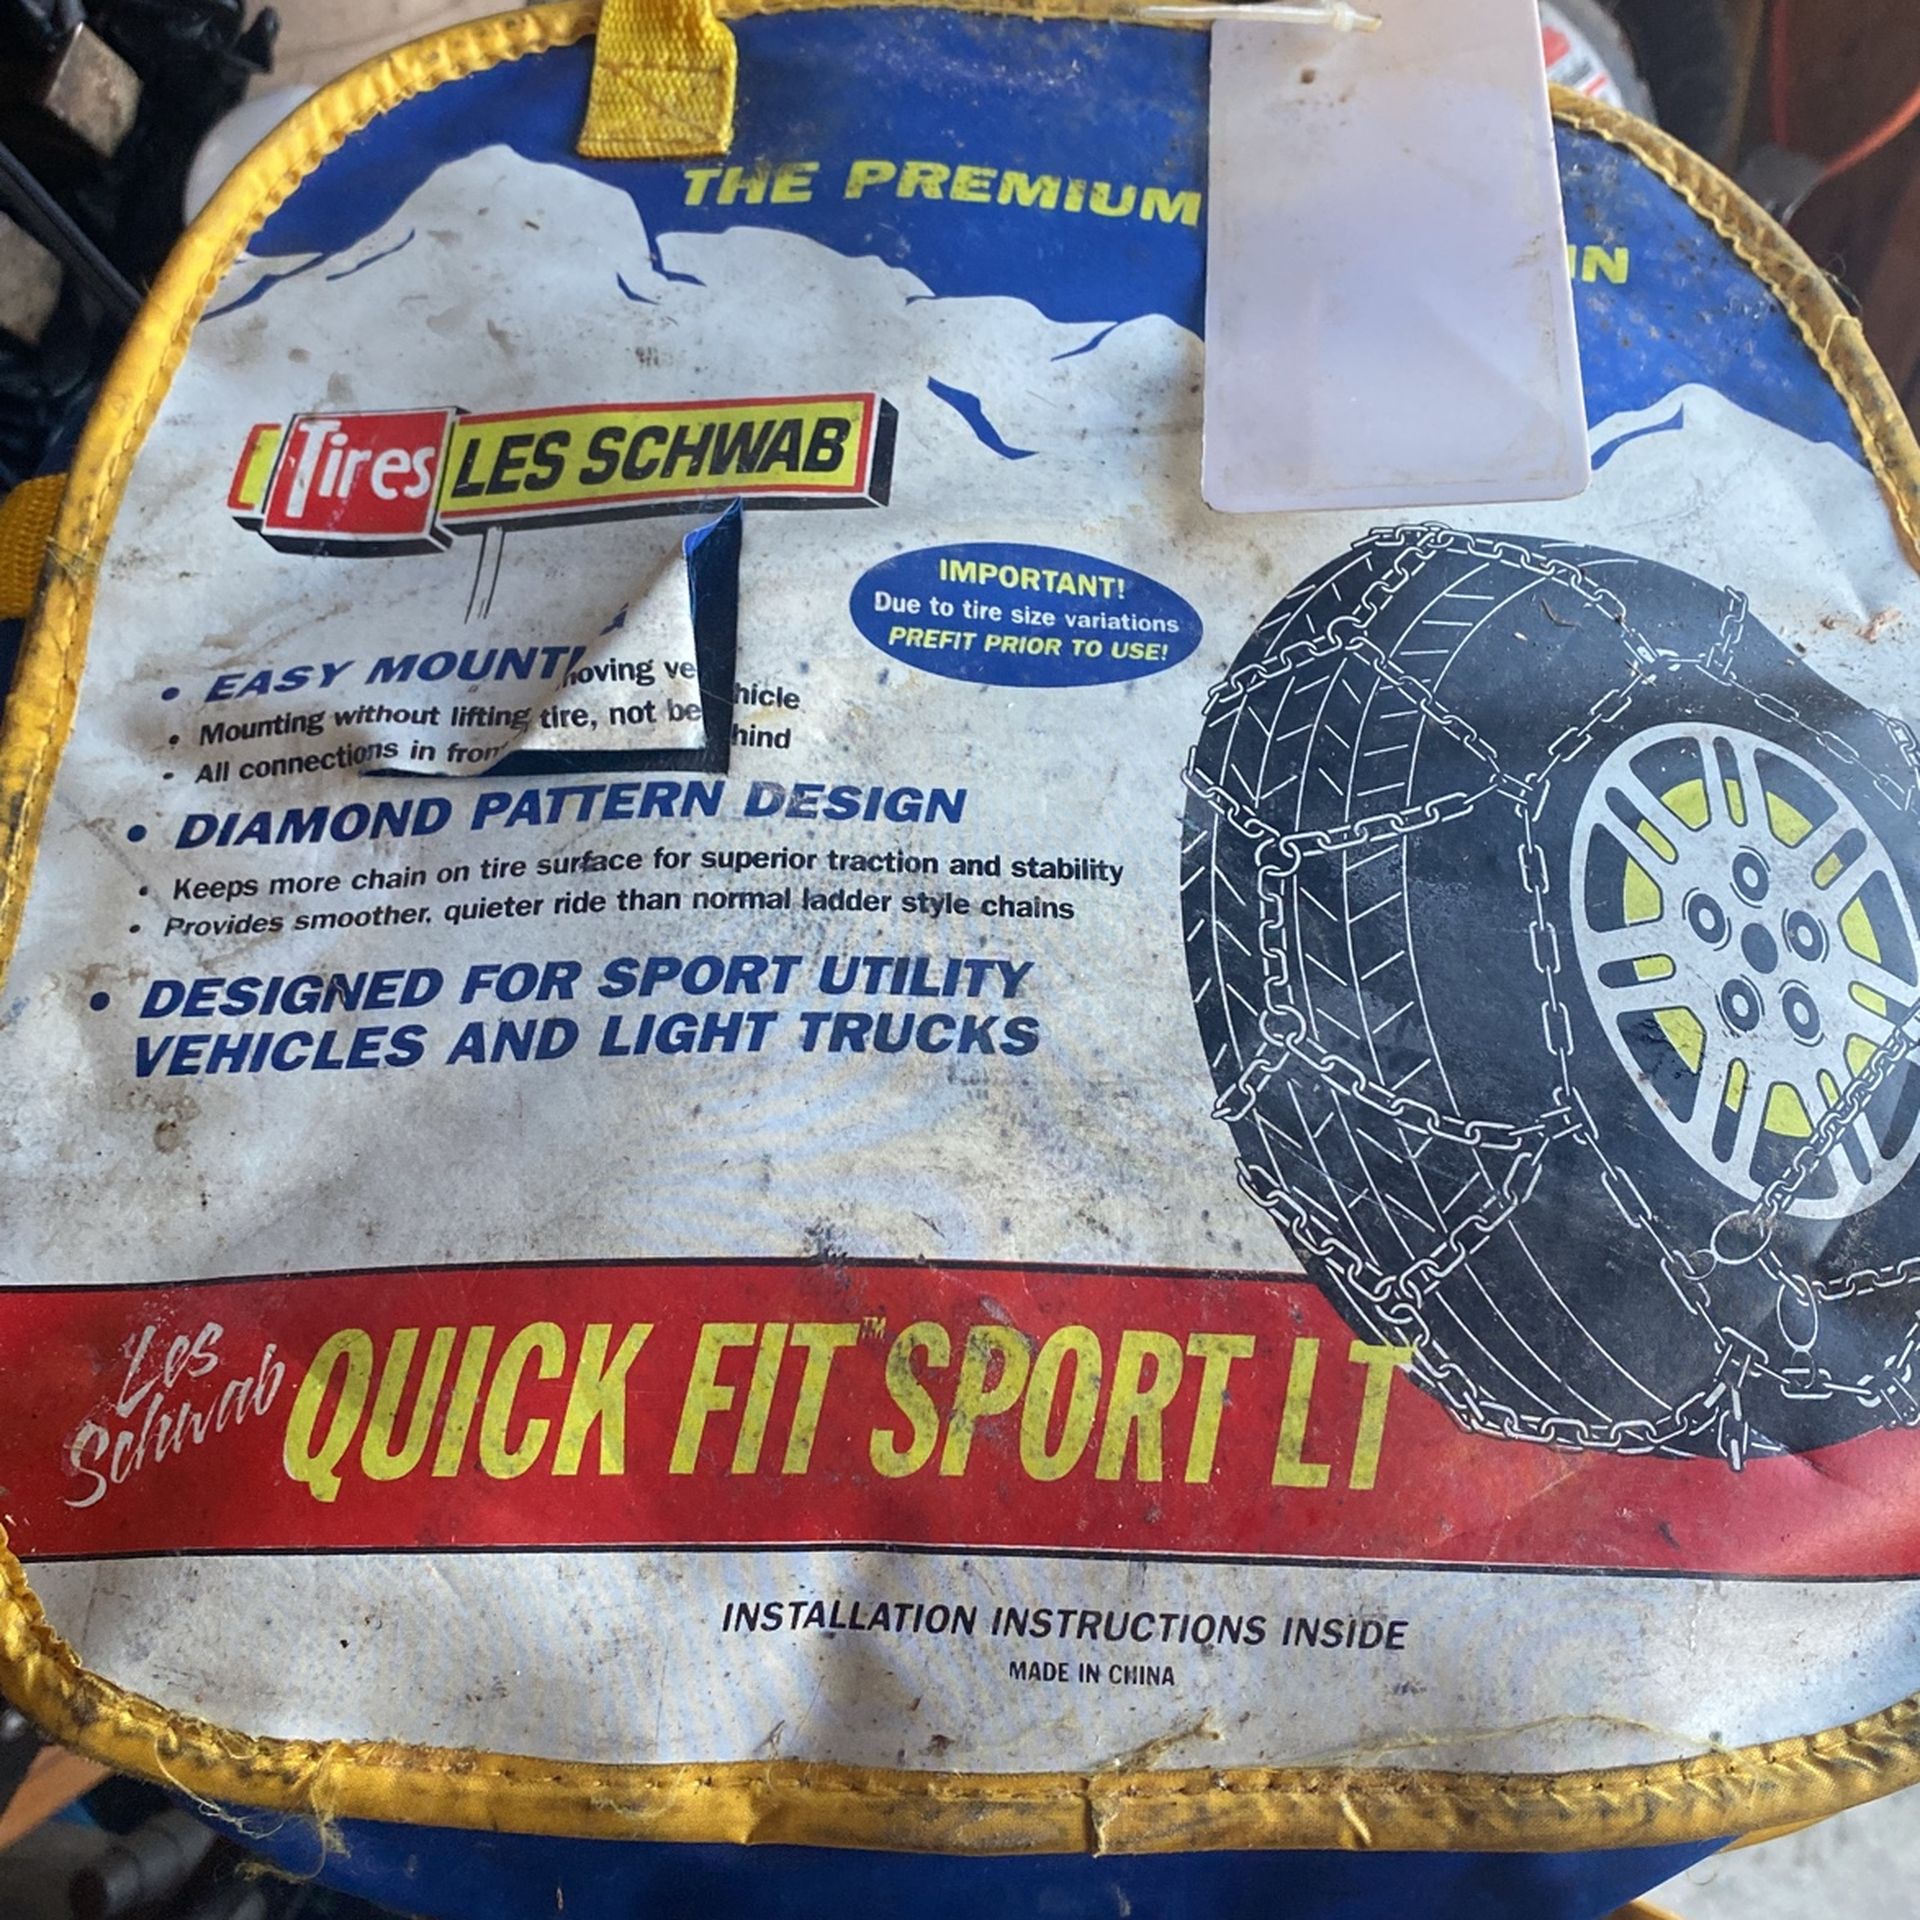 THE PREMIUM
IN
Tires LES SCHWAB
IMPORTANT!
Due to tire size variations
PREFIT PRIOR TO USE!
• EASY MOUNTI
• Mounting without lifting tire, not be hicle
• All connections in fron hind
oving ve
• DIAMOND PATTERN DESIGN
• Keeps more chain on tire surface for superior traction and stability
• Provides smoother, quieter ride than normal ladder style chains
• DESIGNED FOR SPORT UTILITY
VEHICLES AND LIGHT TRUCKS
Les
Schwab QUICK FIT™ SPORT LT
INSTALLATION INSTRUCTIONS INSIDE
MADE IN CHINA